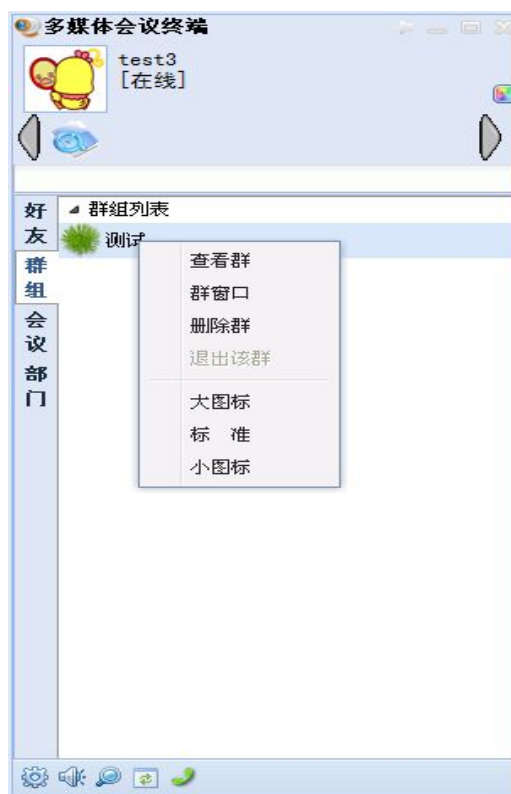 多媒体会议终端
test3
[在线]
好友
群组
会议
部门
群组列表
测试
查看群
群窗口
删除群
退出该群
大图标
标 准
小图标